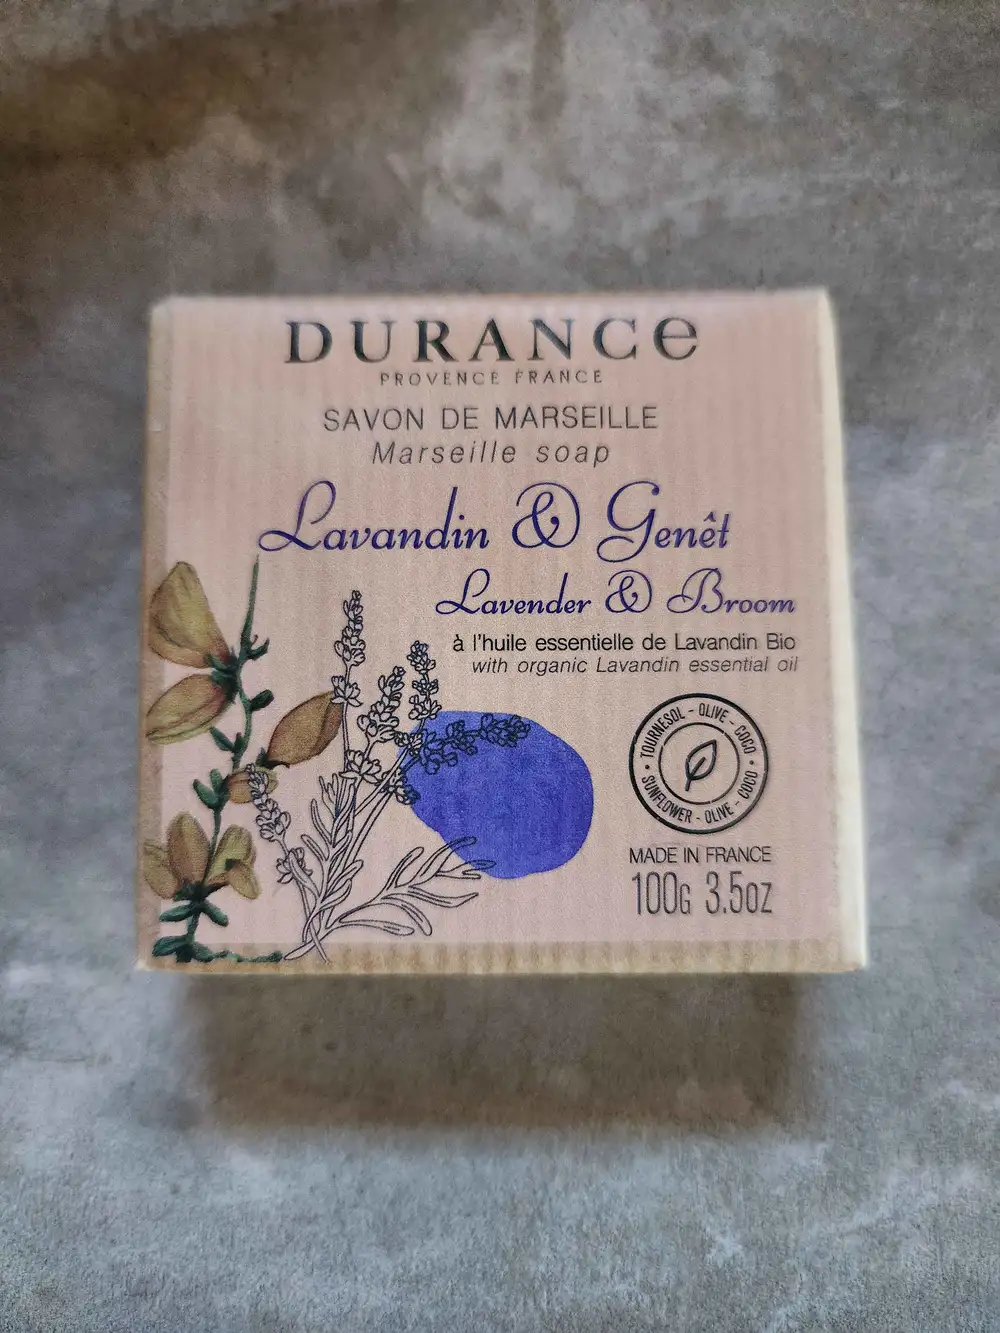 DURANCe
PROVENCE FRANCE
SAVON DE MARSEILLE
Marseille soap
Lavandin & Genêt
Lavender & Broom
à l'huile essentielle de Lavandin Bio
with organic Lavandin essential oil
• TOURNESOL - OLIVE - COCO •
SUNFLOWER - OLIVE - COCO
MADE IN FRANCE
100G 3.5OZ